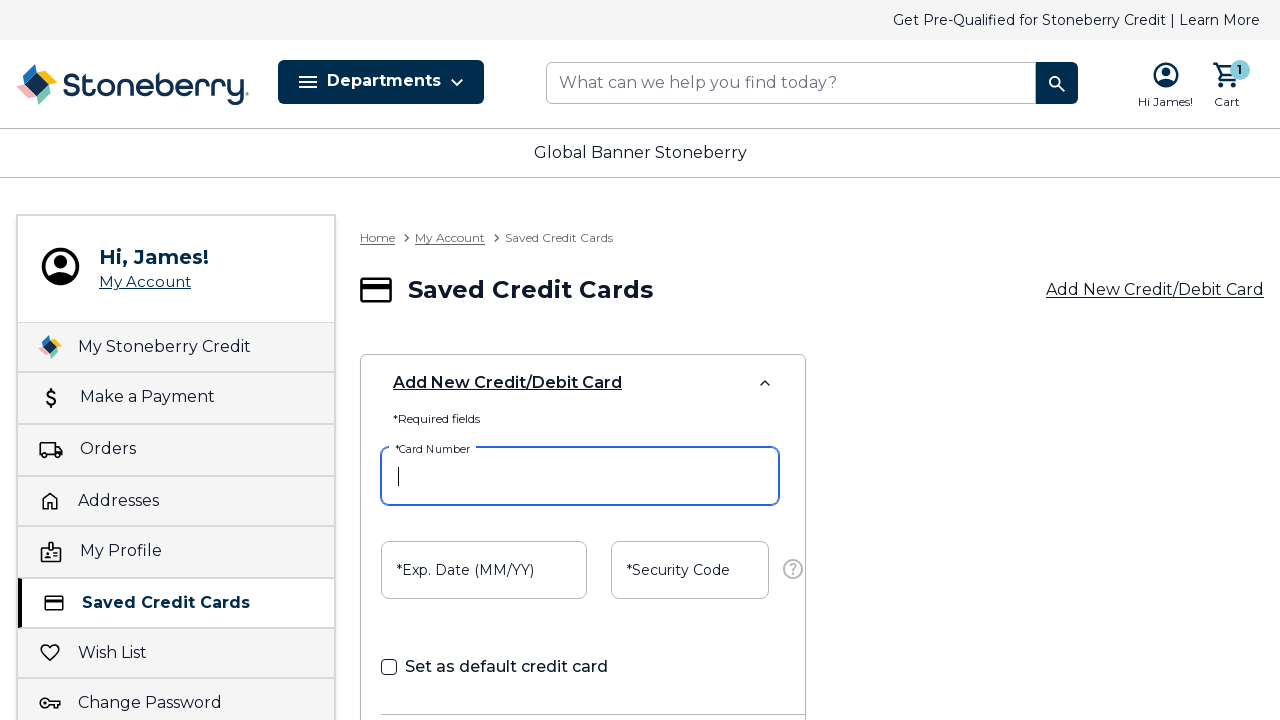 Get Pre-Qualified for Stoneberry Credit | Learn More
Stoneberry.
Departments
What can we help you find today?
Hi James!
1
Cart
Global Banner Stoneberry
Hi, James!
My Account
My Stoneberry Credit
Make a Payment
Orders
Addresses
My Profile
Saved Credit Cards
Wish List
Change Password
Home > My Account > Saved Credit Cards
Saved Credit Cards
Add New Credit/Debit Card
Add New Credit/Debit Card
*Required fields
*Card Number
*Exp. Date (MM/YY)
*Security Code
Set as default credit card